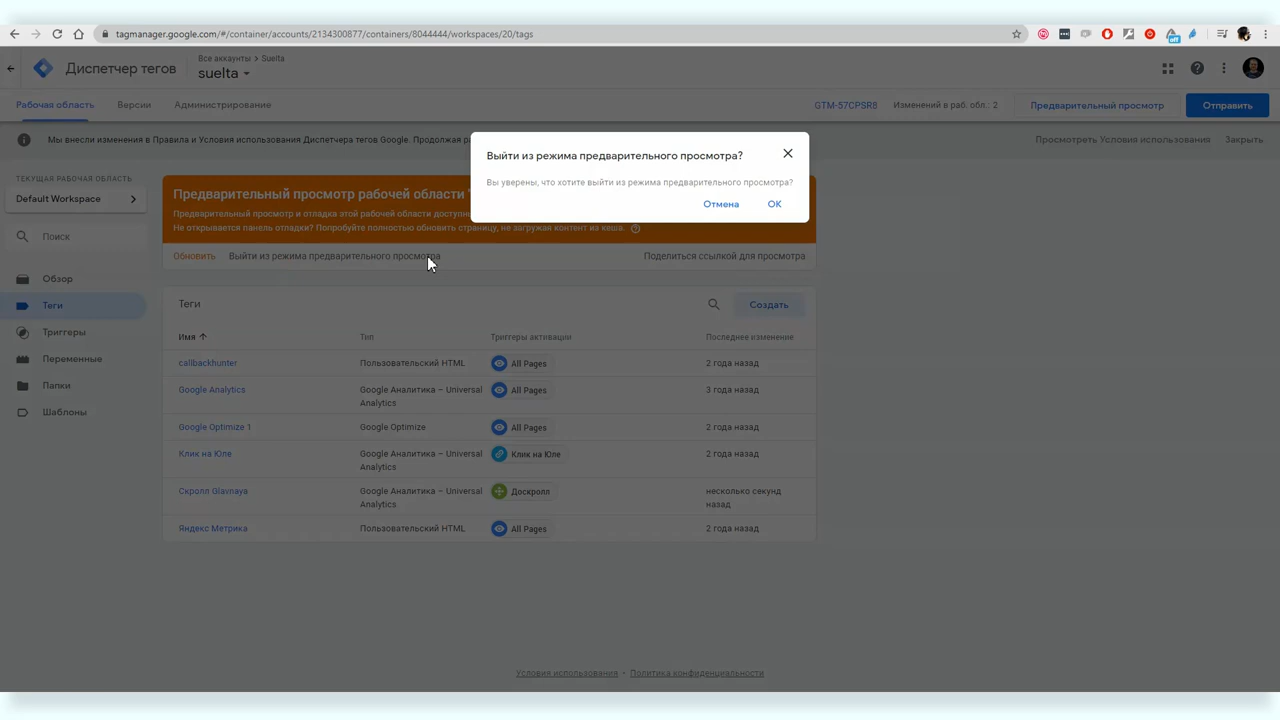 tagmanager.google.com/#/container/accounts/2134300877/containers/8044444/workspaces/20/tags
off
Диспетчер тегов
Все аккаунты > Suelta
suelta
Рабочая область
Версии
Администрирование
GTM-57CPSR8
Изменений в раб. обл.: 2
Предварительный просмотр
Отправить
Мы внесли изменения в Правила и Условия использования Диспетчера тегов Google. Продолжая
Просмотреть Условия использования
Закрыть
Выйти из режима предварительного просмотра?
Вы уверены, что хотите выйти из режима предварительного просмотра?
Отмена
ОК
ТЕКУЩАЯ РАБОЧАЯ ОБЛАСТЬ
Default Workspace
Поиск
Обзор
Теги
Триггеры
Переменные
Папки
Шаблоны
Предварительный просмотр рабочей области "
Предварительный просмотр и отладка этой рабочей области доступны
Не открывается панель отладки? Попробуйте полностью обновить страницу, не загружая контент из кеша.
Обновить
Выйти из режима предварительного просмотра
Поделиться ссылкой для просмотра
Теги
Создать
Имя
Тип
Триггеры активации
Последнее изменение
callbackhunter
Пользовательский HTML
All Pages
2 года назад
Google Analytics
Google Аналитика – Universal
Analytics
All Pages
3 года назад
Google Optimize 1
Google Optimize
All Pages
2 года назад
Клик на Юле
Google Аналитика – Universal
Analytics
Клик на Юле
2 года назад
Скролл Glavnaya
Google Аналитика – Universal
Analytics
Доскролл
несколько секунд
назад
Яндекс Метрика
Пользовательский HTML
All Pages
2 года назад
Условия использования · Политика конфиденциальности